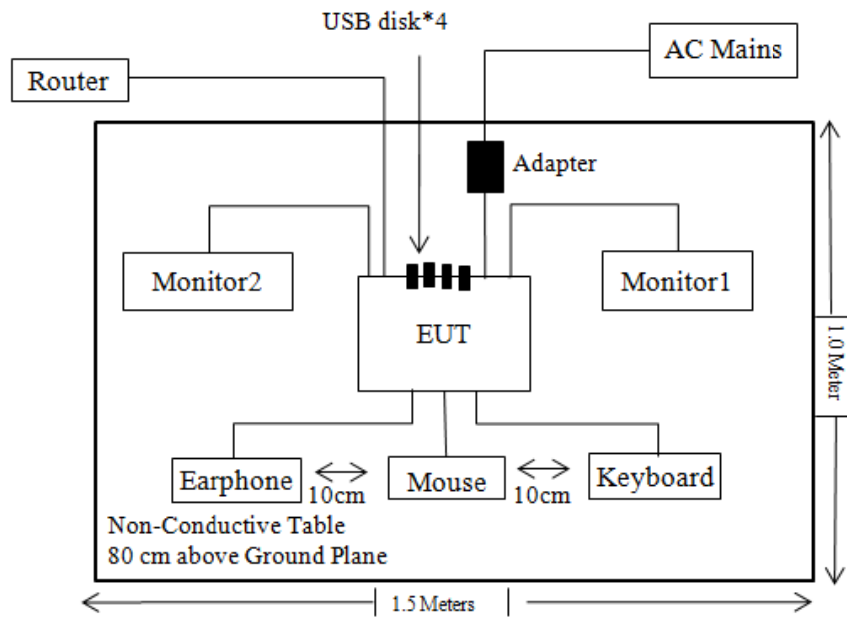 USB disk*4
AC Mains
Router
Adapter
Monitor2
Monitor1
EUT
1.0 Meter
Earphone
Mouse
Keyboard
10cm
10cm
Non-Conductive Table
80 cm above Ground Plane
1.5 Meters